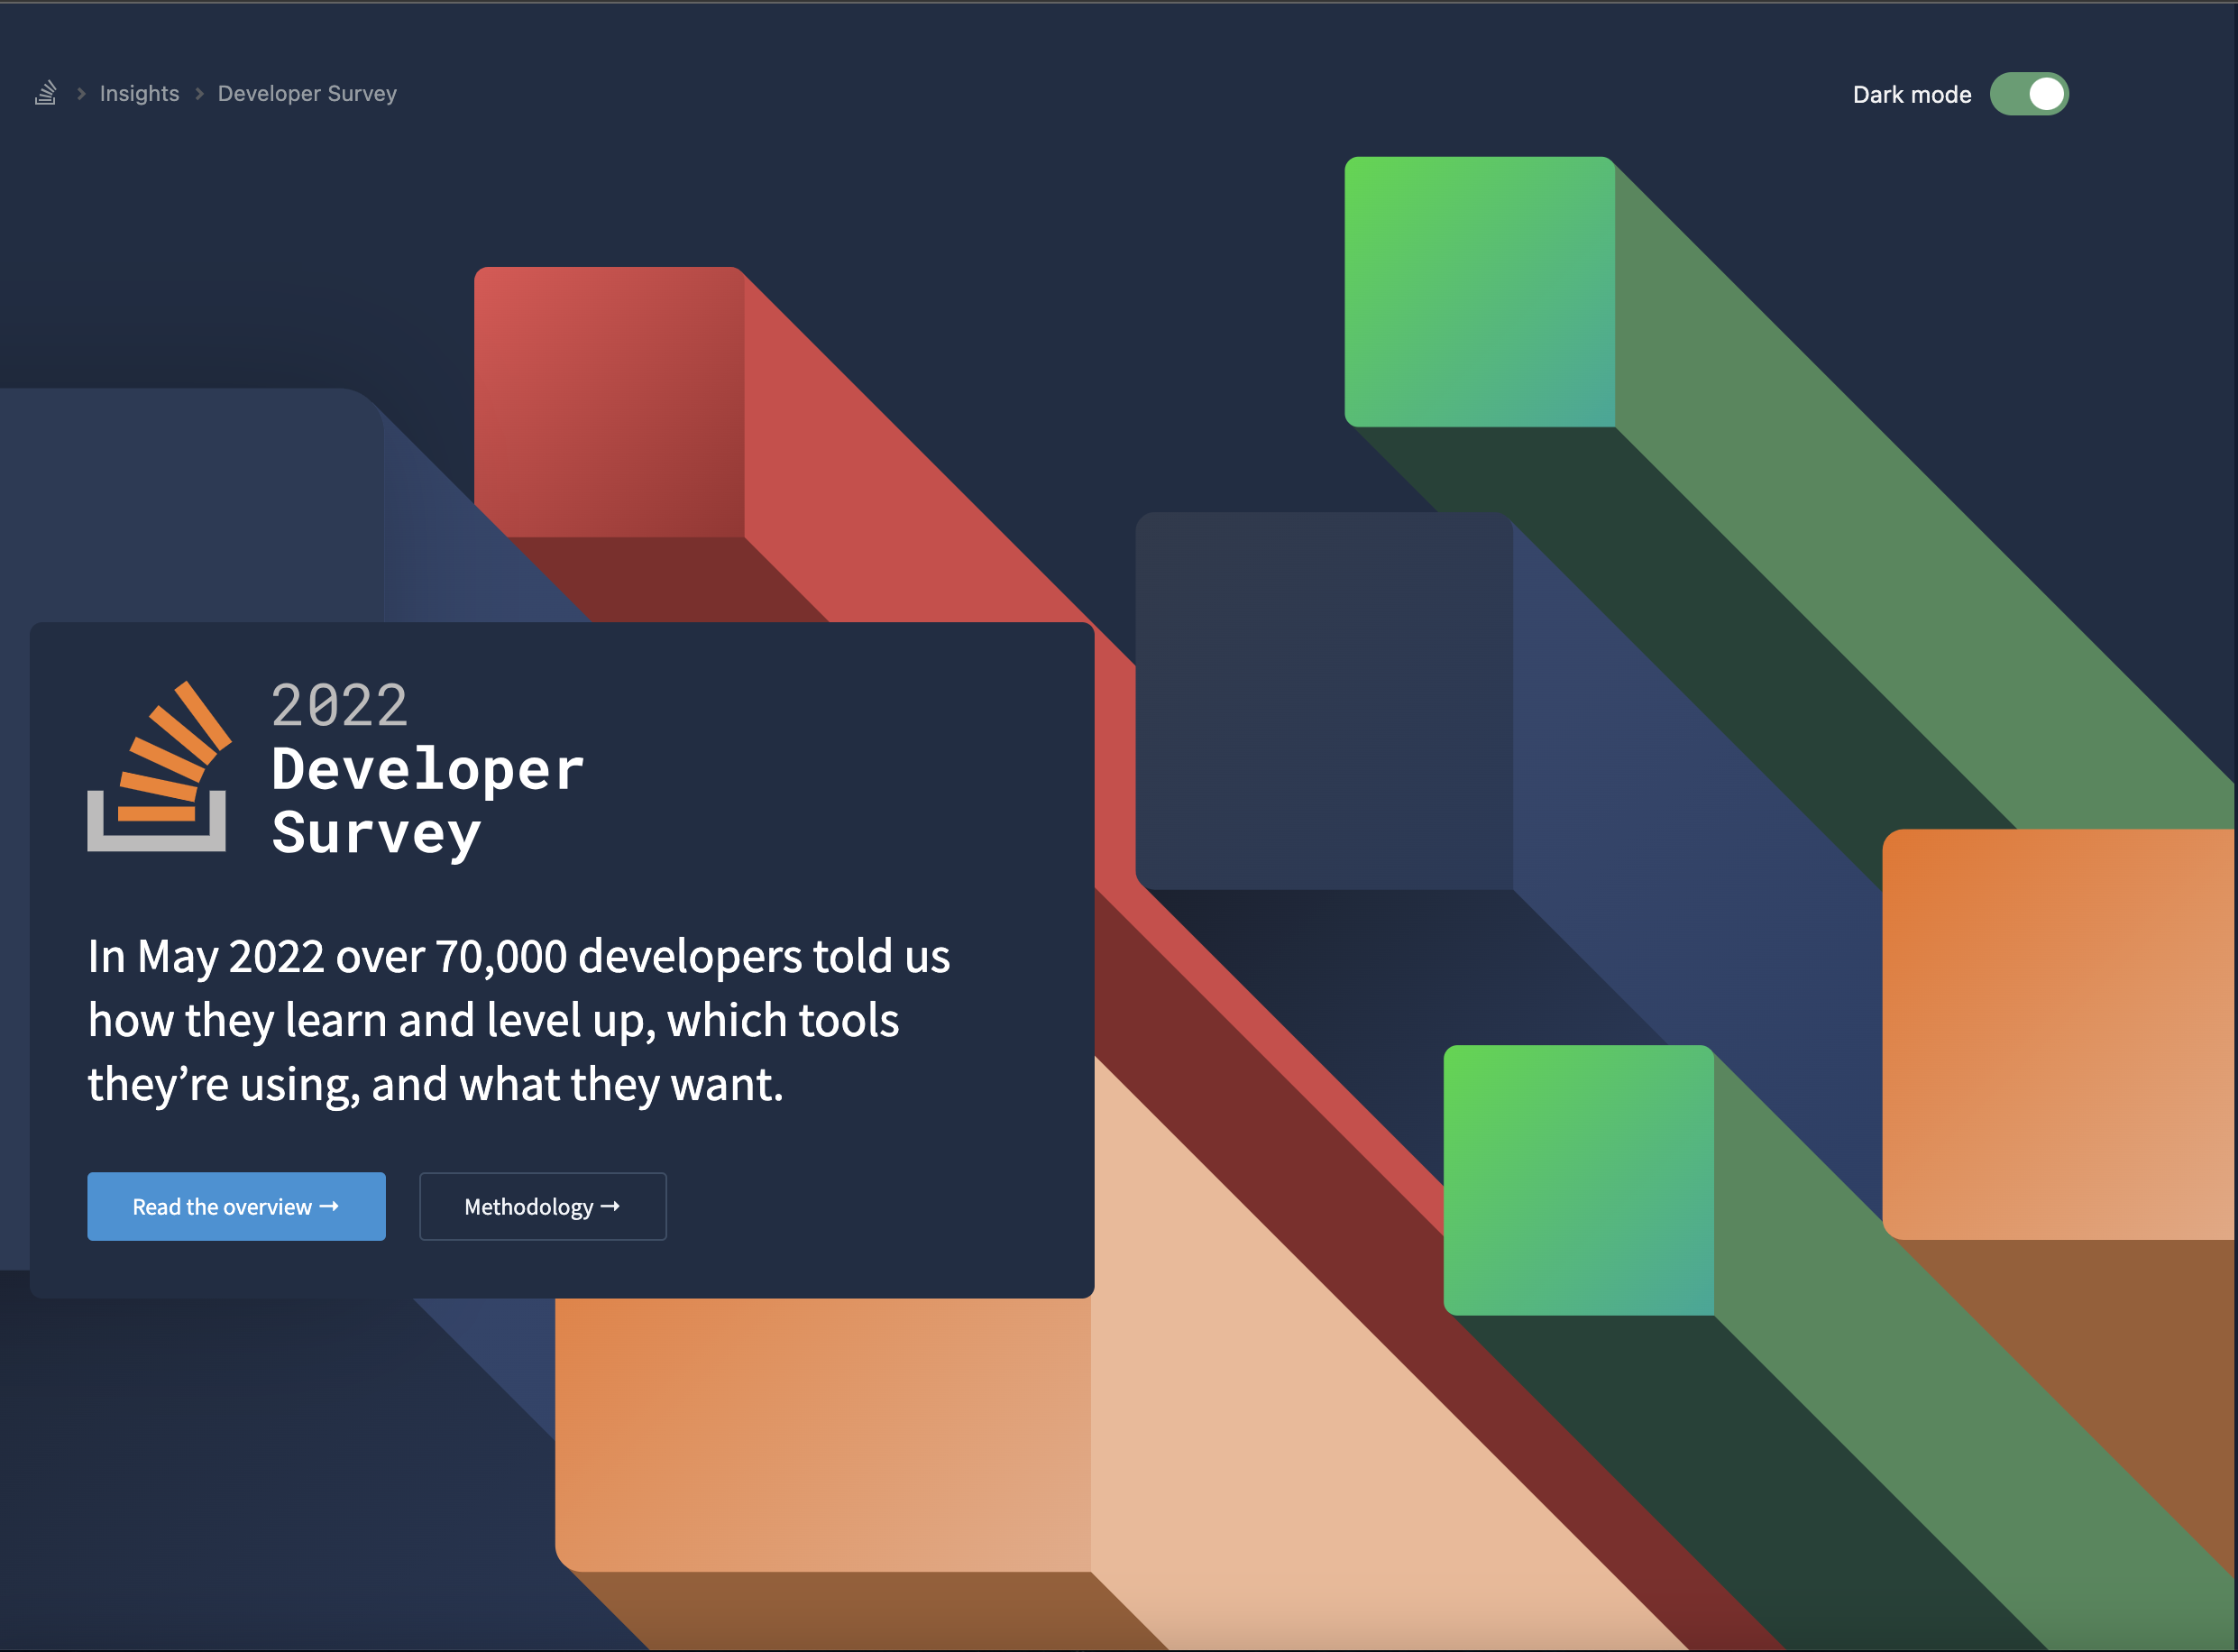 Insights
Developer Survey
Dark mode
2022
Developer
Survey
In May 2022 over 70,000 developers told us
how they learn and level up, which tools
they’re using, and what they want.
Read the overview →
Methodology →